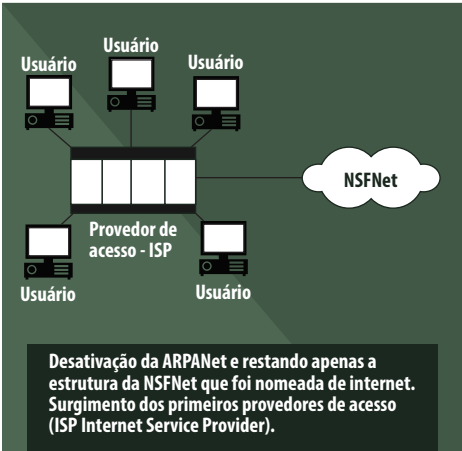 Usuário
Usuário
Usuário
NSFNet
Provedor de
acesso - ISP
Usuário
Usuário
Desativação da ARPANet e restando apenas a
estrutura da NSFNet que foi nomeada de internet.
Surgimento dos primeiros provedores de acesso
(ISP Internet Service Provider).